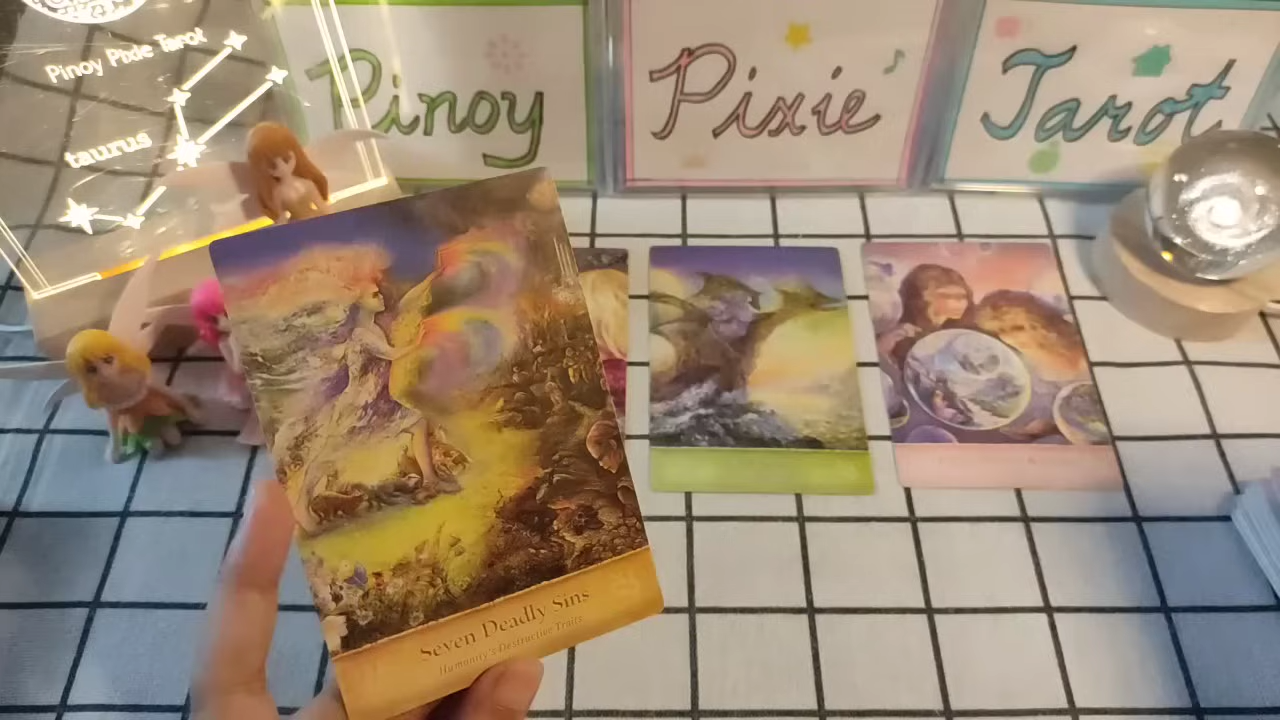 Pinoy Pixie Tarot
taurus
Pinoy
Pixie
Tarot
Seven Deadly Sins
Humanity's Destructive Traits